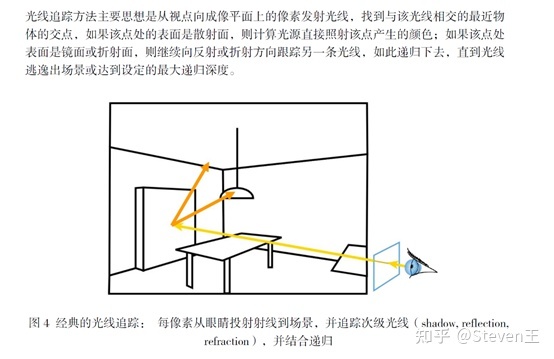 光线追踪方法主要思想是从视点向成像平面上的像素发射光线，找到与该光线相交的最近物
体的交点，如果该点处的表面是散射面，则计算光源直接照射该点产生的颜色；如果该点处
表面是镜面或折射面，则继续向反射或折射方向跟踪另一条光线，如此递归下去，直到光线
逃逸出场景或达到设定的最大递归深度。
图 4 经典的光线追踪： 每像素从眼睛投射射线到场景，并追踪次级光线（shadow, reflection,
refraction），并结合递归
知乎 @Steven王